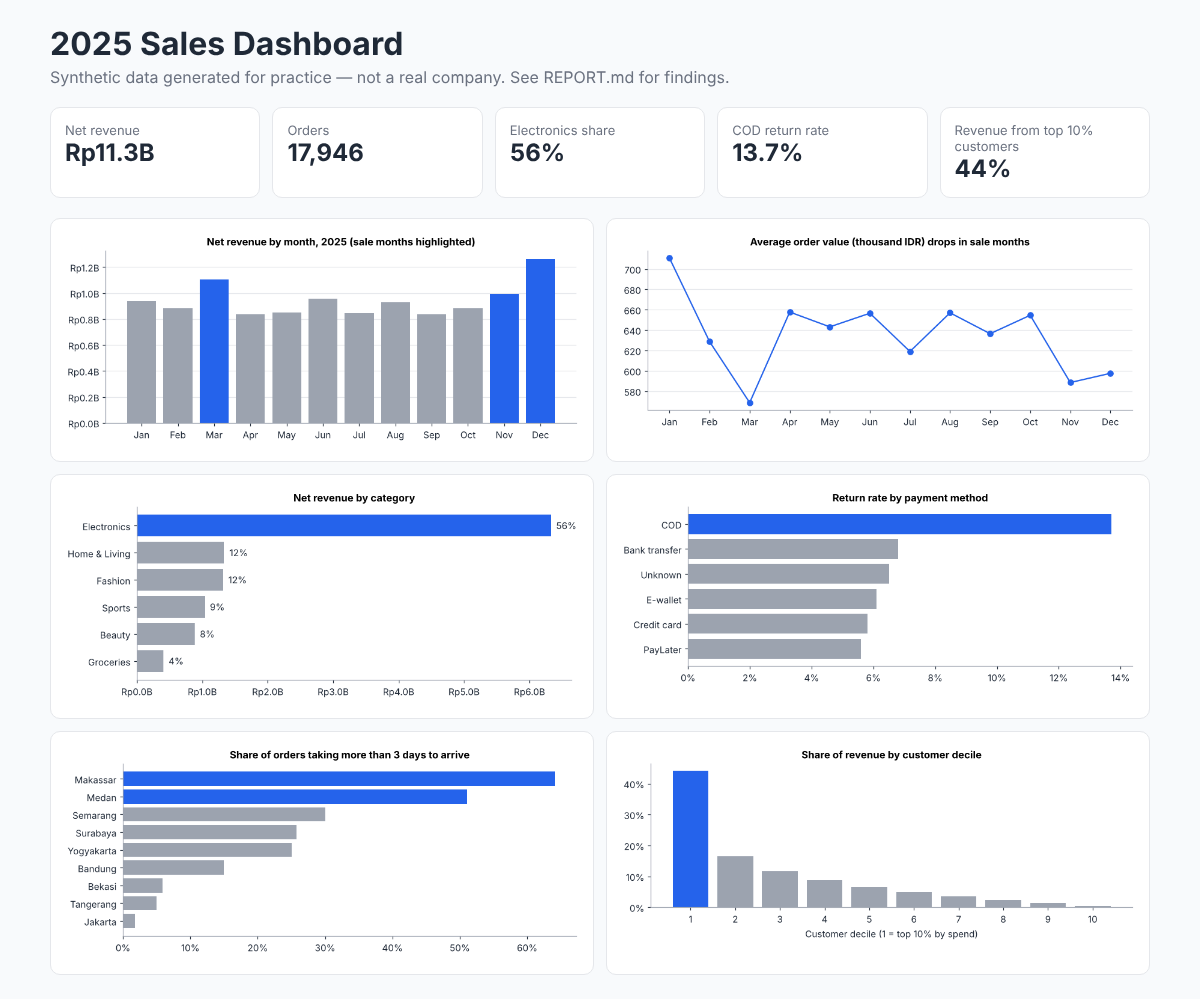 2025 Sales Dashboard
Synthetic data generated for practice — not a real company. See REPORT.md for findings.
Net revenue
Rp11.3B
Orders
17,946
Electronics share
56%
COD return rate
13.7%
Revenue from top 10%
customers
44%
Net revenue by month, 2025 (sale months highlighted)
Rp1.2B
Rp1.0B
Rp0.8B
Rp0.6B
Rp0.4B
Rp0.2B
Rp0.0B
Jan Feb Mar Apr May Jun Jul Aug Sep Oct Nov Dec
Average order value (thousand IDR) drops in sale months
700
680
660
640
620
600
580
Jan Feb Mar Apr May Jun Jul Aug Sep Oct Nov Dec
Net revenue by category
Electronics 56%
Home & Living 12%
Fashion 12%
Sports 9%
Beauty 8%
Groceries 4%
Rp0.0B Rp1.0B Rp2.0B Rp3.0B Rp4.0B Rp5.0B Rp6.0B
Return rate by payment method
COD
Bank transfer
Unknown
E-wallet
Credit card
PayLater
0% 2% 4% 6% 8% 10% 12% 14%
Share of orders taking more than 3 days to arrive
Makassar
Medan
Semarang
Surabaya
Yogyakarta
Bandung
Bekasi
Tangerang
Jakarta
0% 10% 20% 30% 40% 50% 60%
Share of revenue by customer decile
40%
30%
20%
10%
0%
1 2 3 4 5 6 7 8 9 10
Customer decile (1 = top 10% by spend)